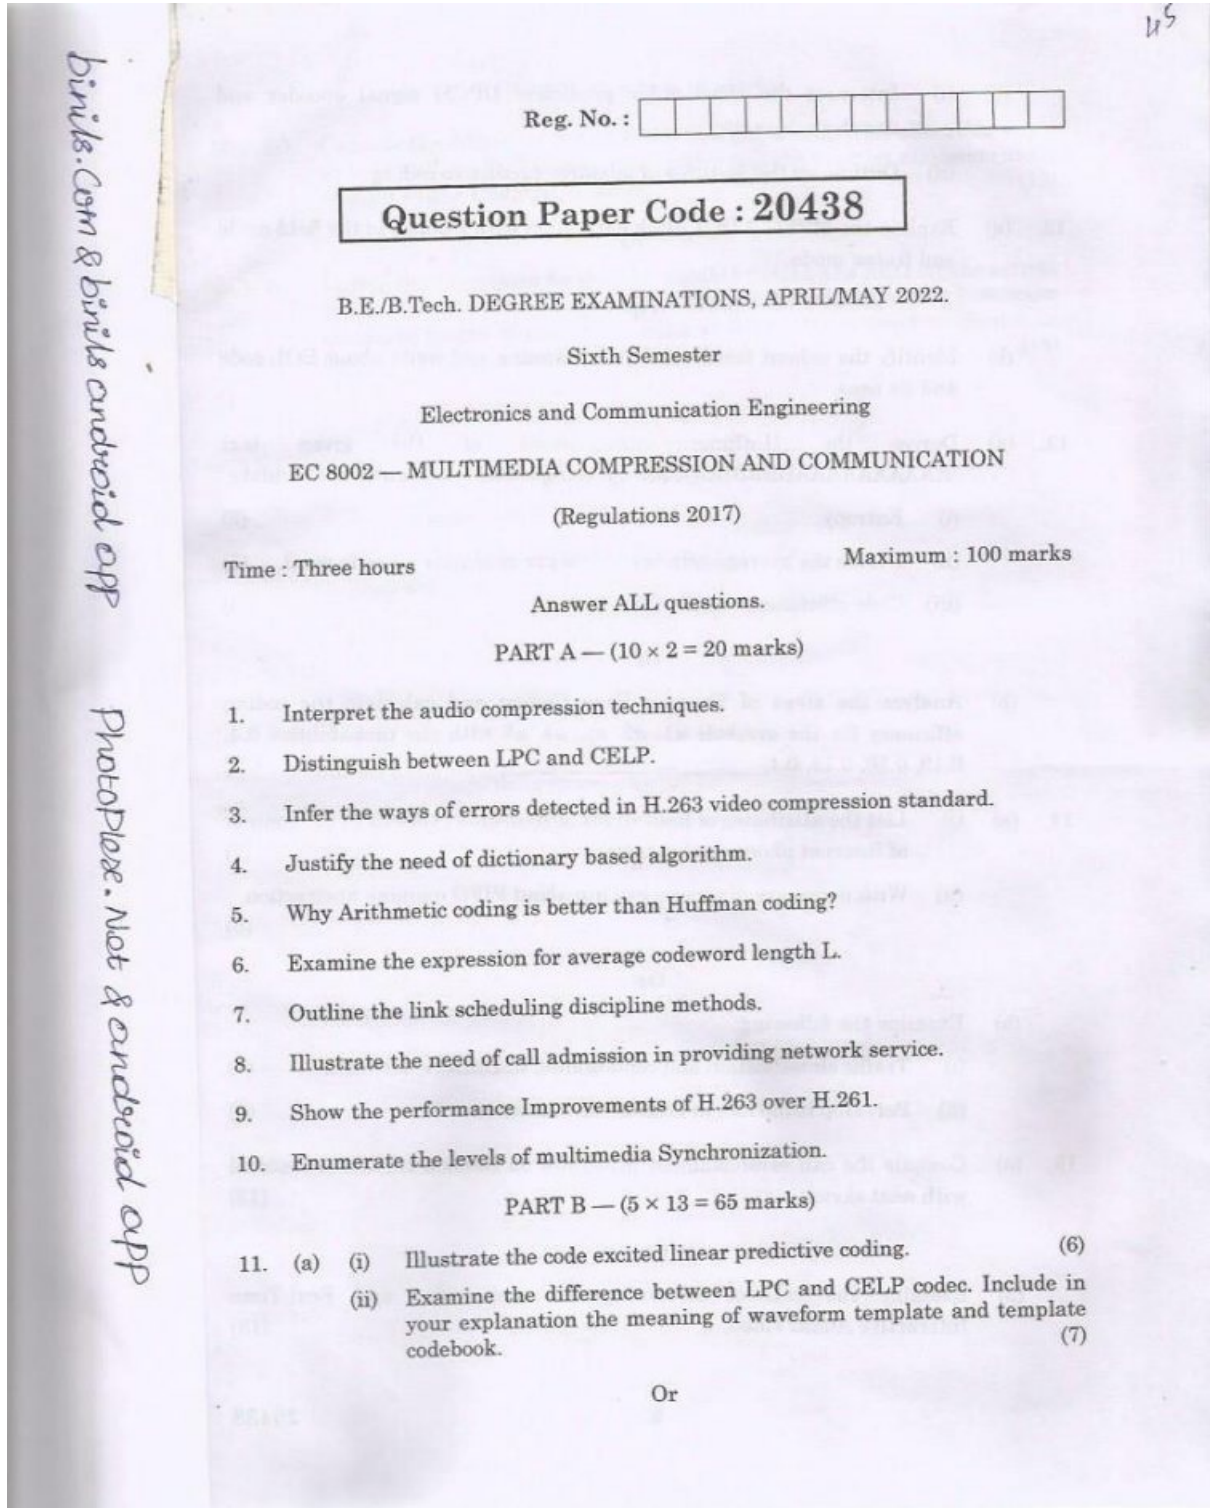 45
Reg. No. :
Question Paper Code : 20438
B.E./B.Tech. DEGREE EXAMINATIONS, APRIL/MAY 2022.
Sixth Semester
Electronics and Communication Engineering
EC 8002 — MULTIMEDIA COMPRESSION AND COMMUNICATION
(Regulations 2017)
Time : Three hours
Maximum : 100 marks
Answer ALL questions.
PART A — (10 × 2 = 20 marks)
1. Interpret the audio compression techniques.
2. Distinguish between LPC and CELP.
3. Infer the ways of errors detected in H.263 video compression standard.
4. Justify the need of dictionary based algorithm.
5. Why Arithmetic coding is better than Huffman coding?
6. Examine the expression for average codeword length L.
7. Outline the link scheduling discipline methods.
8. Illustrate the need of call admission in providing network service.
9. Show the performance Improvements of H.263 over H.261.
10. Enumerate the levels of multimedia Synchronization.
PART B — (5 × 13 = 65 marks)
11. (a) (i) Illustrate the code excited linear predictive coding. (6)
(ii) Examine the difference between LPC and CELP codec. Include in
your explanation the meaning of waveform template and template
codebook. (7)
Or
binils.Com & binils android app
PhotoPlex. Net & android app